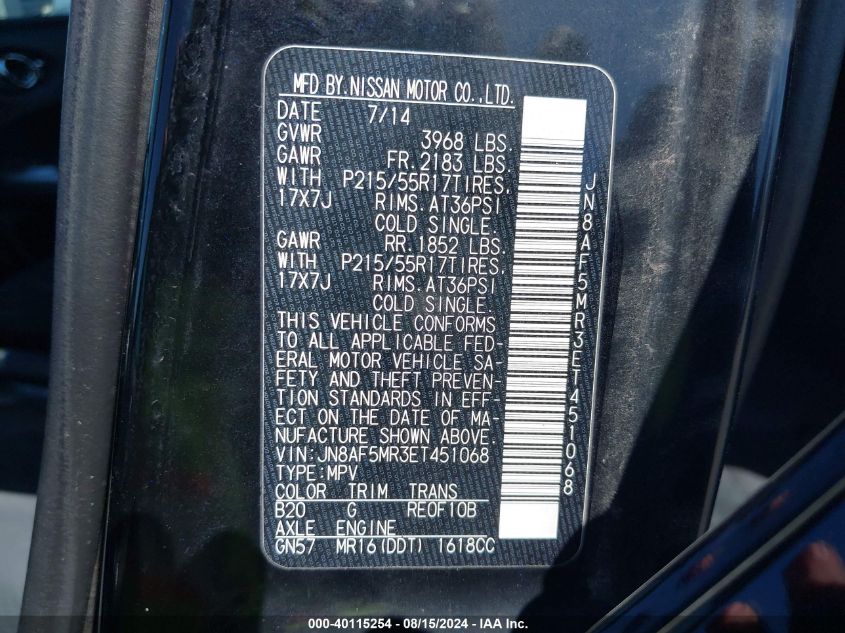 MFD BY. NISSAN MOTOR CO.,LTD.
DATE 7/14
GVWR 3968 LBS.
GAWR FR. 2183 LBS.
WITH P215/55R17TIRES,
17X7J RIMS. AT36PSI
COLD SINGLE.
GAWR RR. 1852 LBS.
WITH P215/55R17TIRES,
17X7J RIMS. AT36PSI
COLD SINGLE.
THIS VEHICLE CONFORMS
TO ALL APPLICABLE FED-
ERAL MOTOR VEHICLE SA-
FETY AND THEFT PREVEN-
TION STANDARDS IN EFF-
ECT ON THE DATE OF MA-
NUFACTURE SHOWN ABOVE.
VIN:JN8AF5MR3ET451068
TYPE:MPV
COLOR TRIM TRANS
B20 G RE0F10B
AXLE ENGINE
GN57 MR16(DDT) 1618CC
JN8AF5MR3ET451068
000-40115254 - 08/15/2024 - IAA Inc.